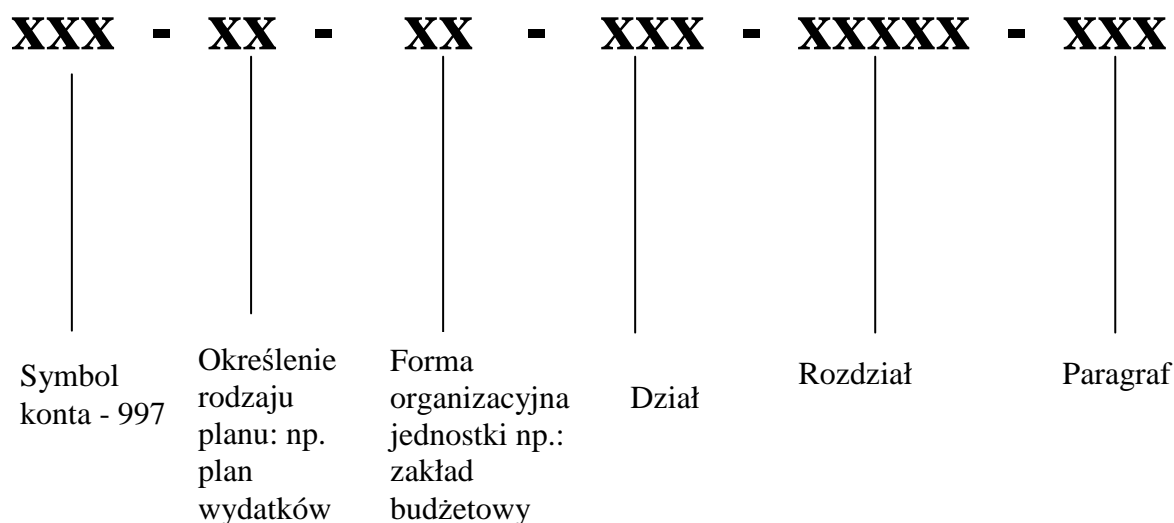 xxx - xx - xx - xxx - xxxxx - xxx
Symbol
konta - 997
Określenie
rodzaju
planu: np.
plan
wydatków
Forma
organizacyjna
jednostki np.:
zakład
budżetowy
Dział
Rozdział
Paragraf